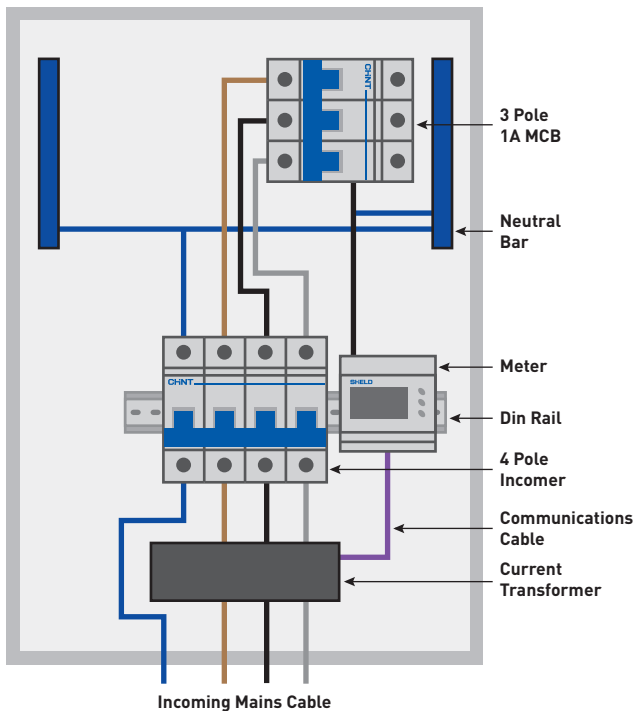 CHNT
3 Pole
1A MCB
Neutral
Bar
Meter
CHNT
SHELD
Din Rail
4 Pole
Incomer
Communications
Cable
Current
Transformer
Incoming Mains Cable